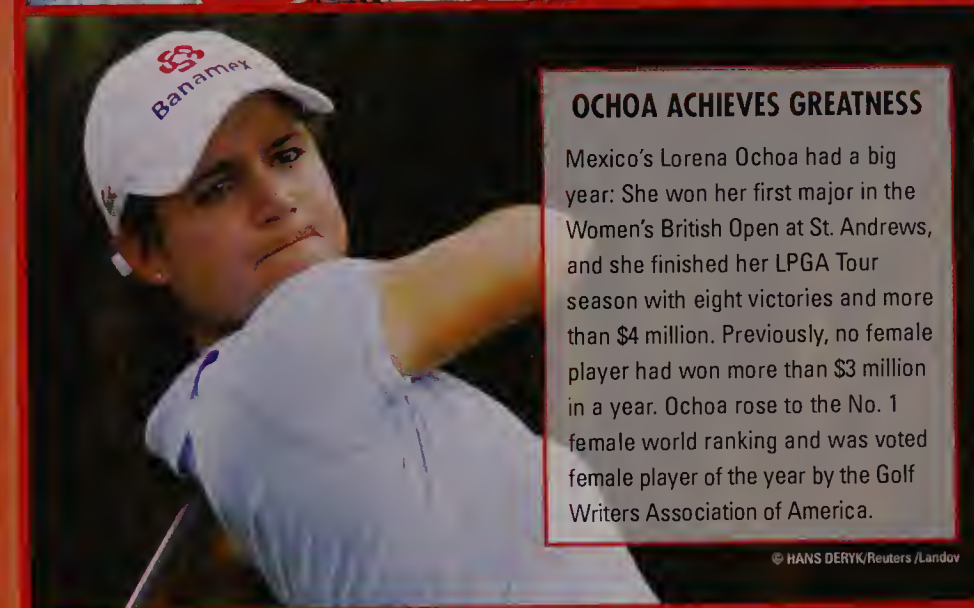 Banamex
OCHOA ACHIEVES GREATNESS
Mexico's Lorena Ochoa had a big
year: She won her first major in the
Women's British Open at St. Andrews,
and she finished her LPGA Tour
season with eight victories and more
than $4 million. Previously, no female
player had won more than $3 million
in a year. Ochoa rose to the No. 1
female world ranking and was voted
female player of the year by the Golf
Writers Association of America.
© HANS DERYK/Reuters /Landov